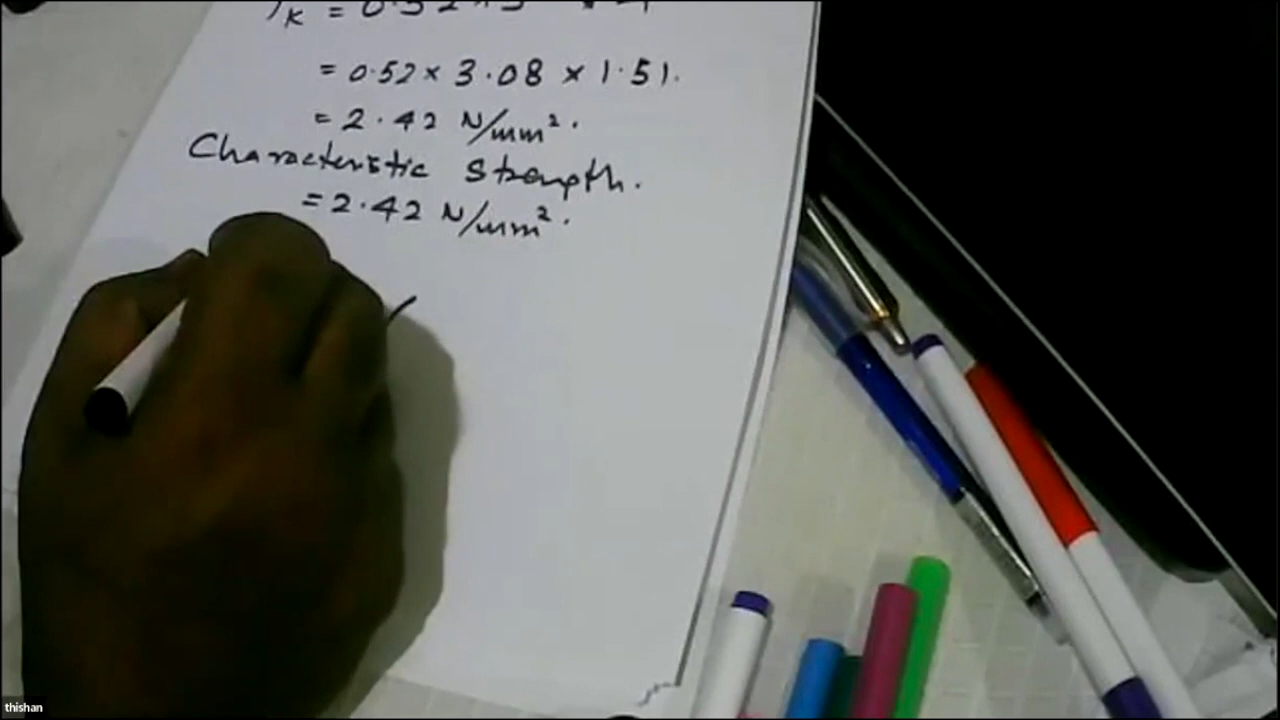 = 0.52 × 3.08 × 1.51.
= 2.42 N/mm².
Characteristic Strength.
= 2.42 N/mm².
thishan